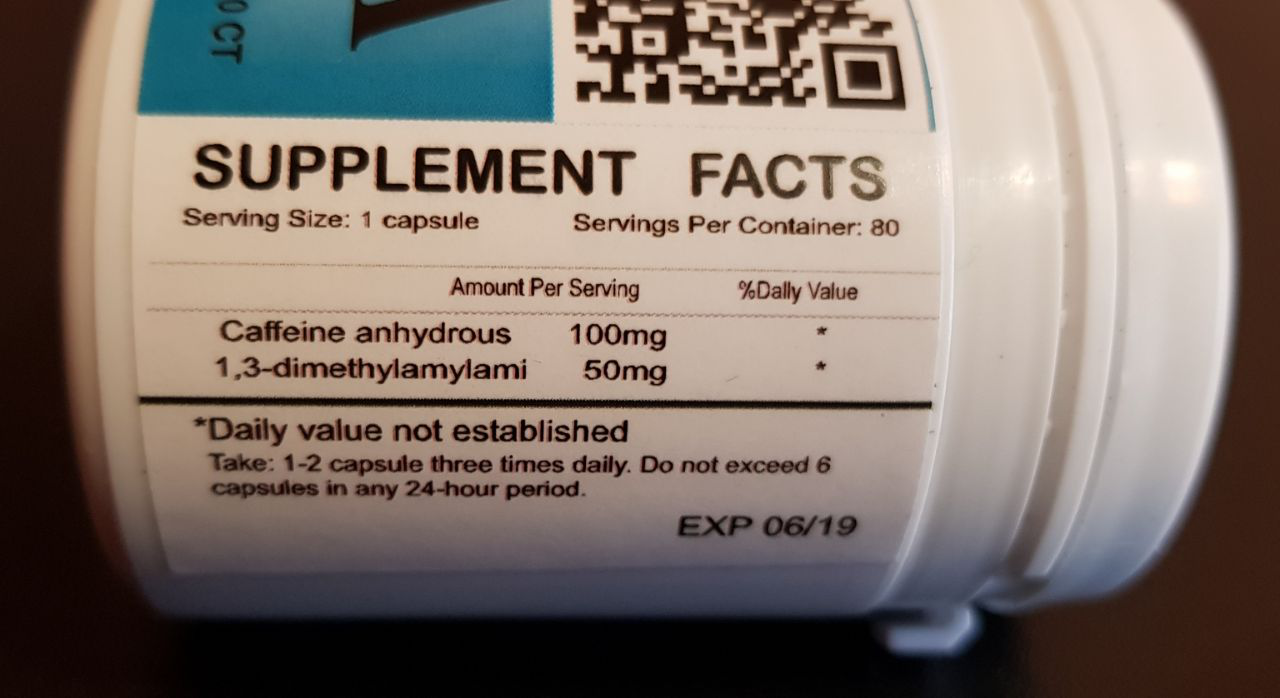 0 CT
SUPPLEMENT FACTS
Serving Size: 1 capsule Servings Per Container: 80
Amount Per Serving %Daily Value
Caffeine anhydrous 100mg *
1,3-dimethylamylami 50mg *
*Daily value not established
Take: 1-2 capsule three times daily. Do not exceed 6
capsules in any 24-hour period.
EXP 06/19